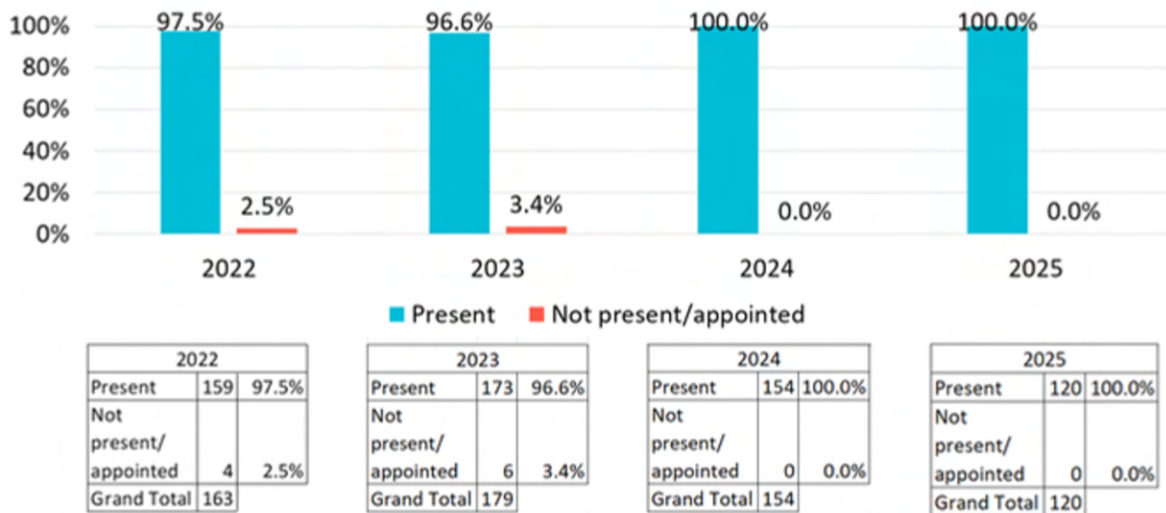 100%
80%
60%
40%
20%
0%
97.5%
2.5%
96.6%
3.4%
100.0%
0.0%
100.0%
0.0%
2022
2023
2024
2025
Present
Not present/appointed
2022
Present 159 97.5%
Not
present/
appointed 4 2.5%
Grand Total 163
2023
Present 173 96.6%
Not
present/
appointed 6 3.4%
Grand Total 179
2024
Present 154 100.0%
Not
present/
appointed 0 0.0%
Grand Total 154
2025
Present 120 100.0%
Not
present/
appointed 0 0.0%
Grand Total 120